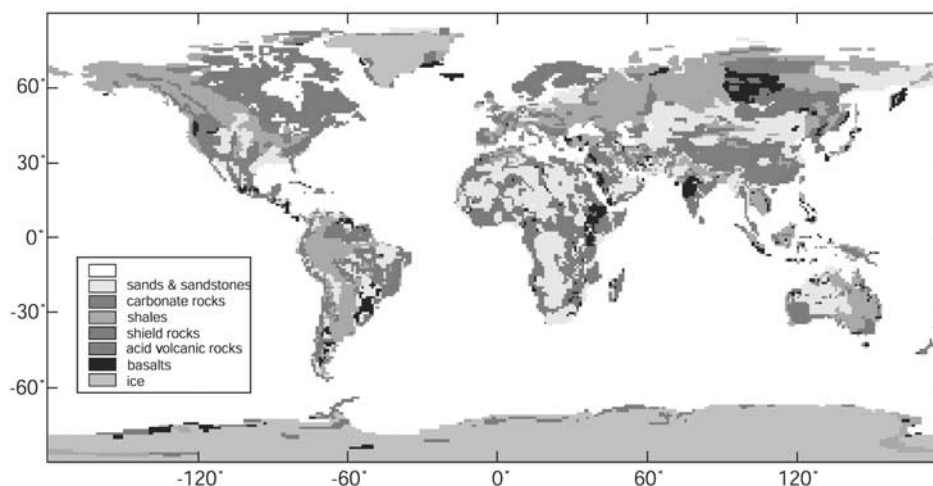 60°
30°
0°
-30°
-60°
sands & sandstones
carbonate rocks
shales
shield rocks
acid volcanic rocks
basalts
ice
-120°
-60°
0°
60°
120°